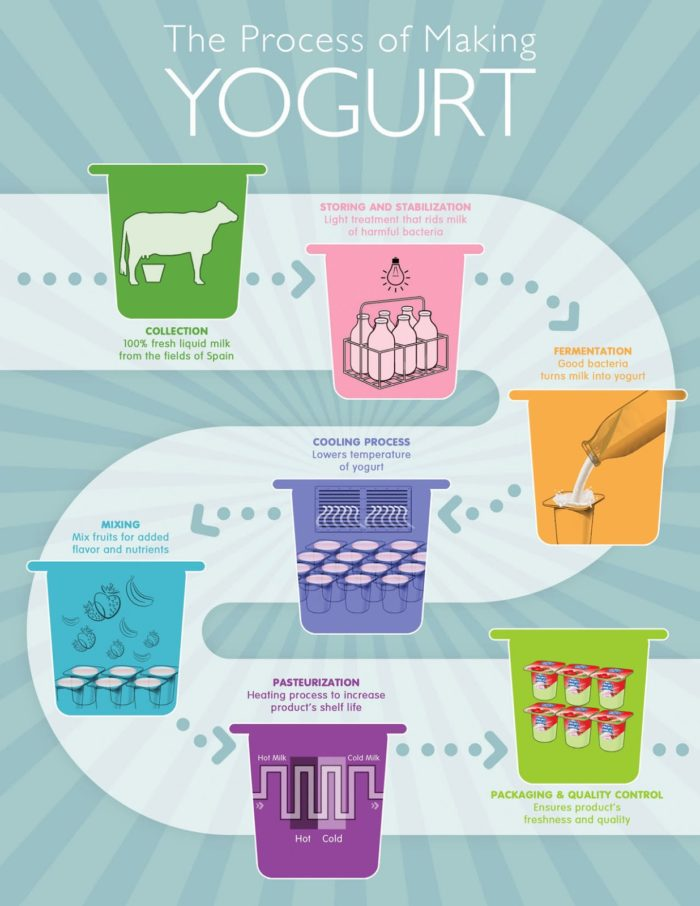 The Process of Making
YOGURT
COLLECTION
100% fresh liquid milk
from the fields of Spain
STORING AND STABILIZATION
Light treatment that rids milk
of harmful bacteria
FERMENTATION
Good bacteria
turns milk into yogurt
COOLING PROCESS
Lowers temperature
of yogurt
MIXING
Mix fruits for added
flavor and nutrients
PASTEURIZATION
Heating process to increase
product's shelf life
Hot Milk
Cold Milk
Hot Cold
PACKAGING & QUALITY CONTROL
Ensures product's
freshness and quality